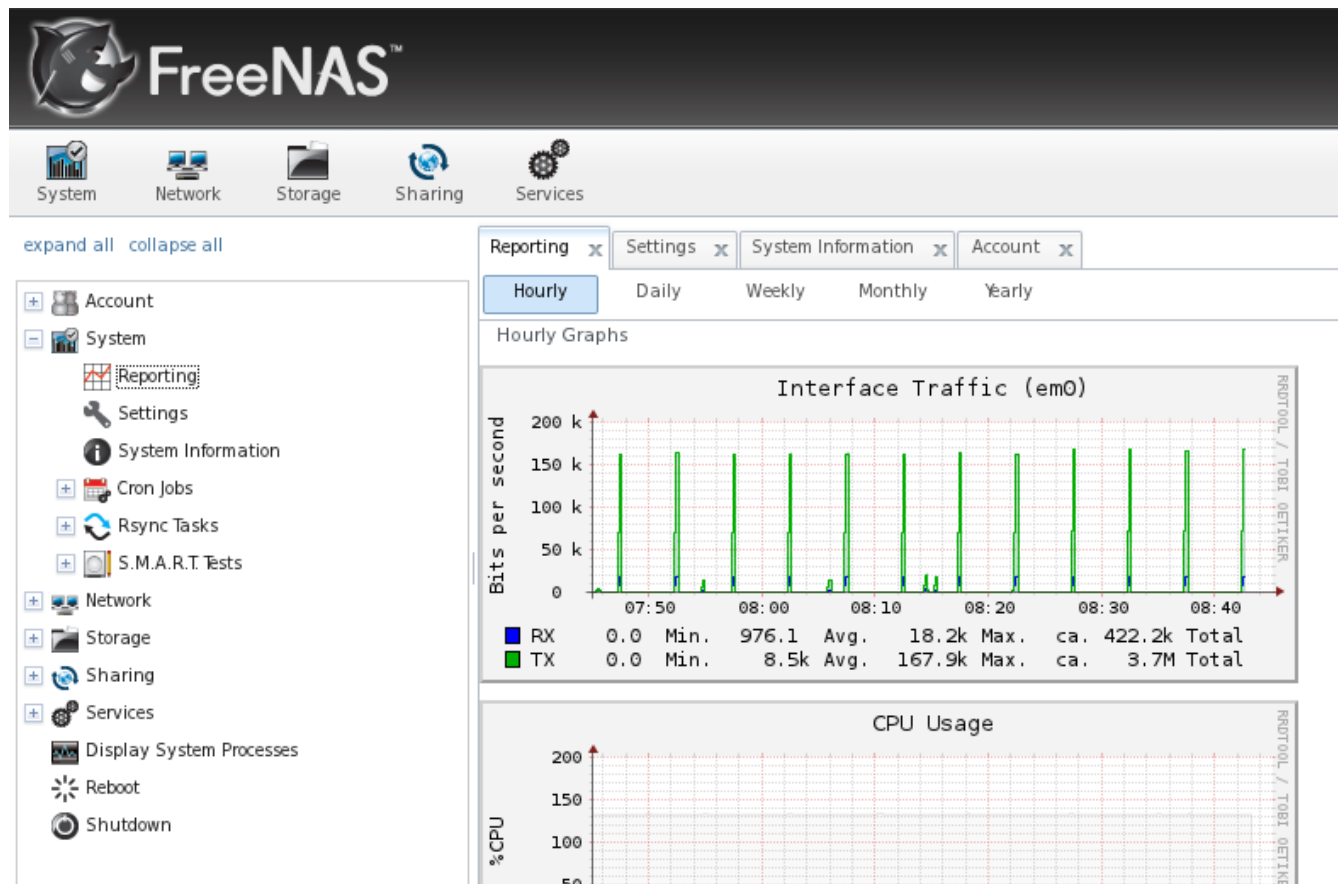 FreeNAS™
System Network Storage Sharing Services
expand all collapse all
Account
System
Reporting
Settings
System Information
Cron Jobs
Rsync Tasks
S.M.A.R.T. Tests
Network
Storage
Sharing
Services
Display System Processes
Reboot
Shutdown
Reporting x Settings x System Information x Account x
Hourly Daily Weekly Monthly Yearly
Hourly Graphs
Interface Traffic (em0)
RRDTOOL / TOBI OETIKER
Bits per second
200 k
150 k
100 k
50 k
0
07:50 08:00 08:10 08:20 08:30 08:40
RX 0.0 Min. 976.1 Avg. 18.2k Max. ca. 422.2k Total
TX 0.0 Min. 8.5k Avg. 167.9k Max. ca. 3.7M Total
CPU Usage
RRDTOOL / TOBI OETIKE
%CPU
200
150
100
50